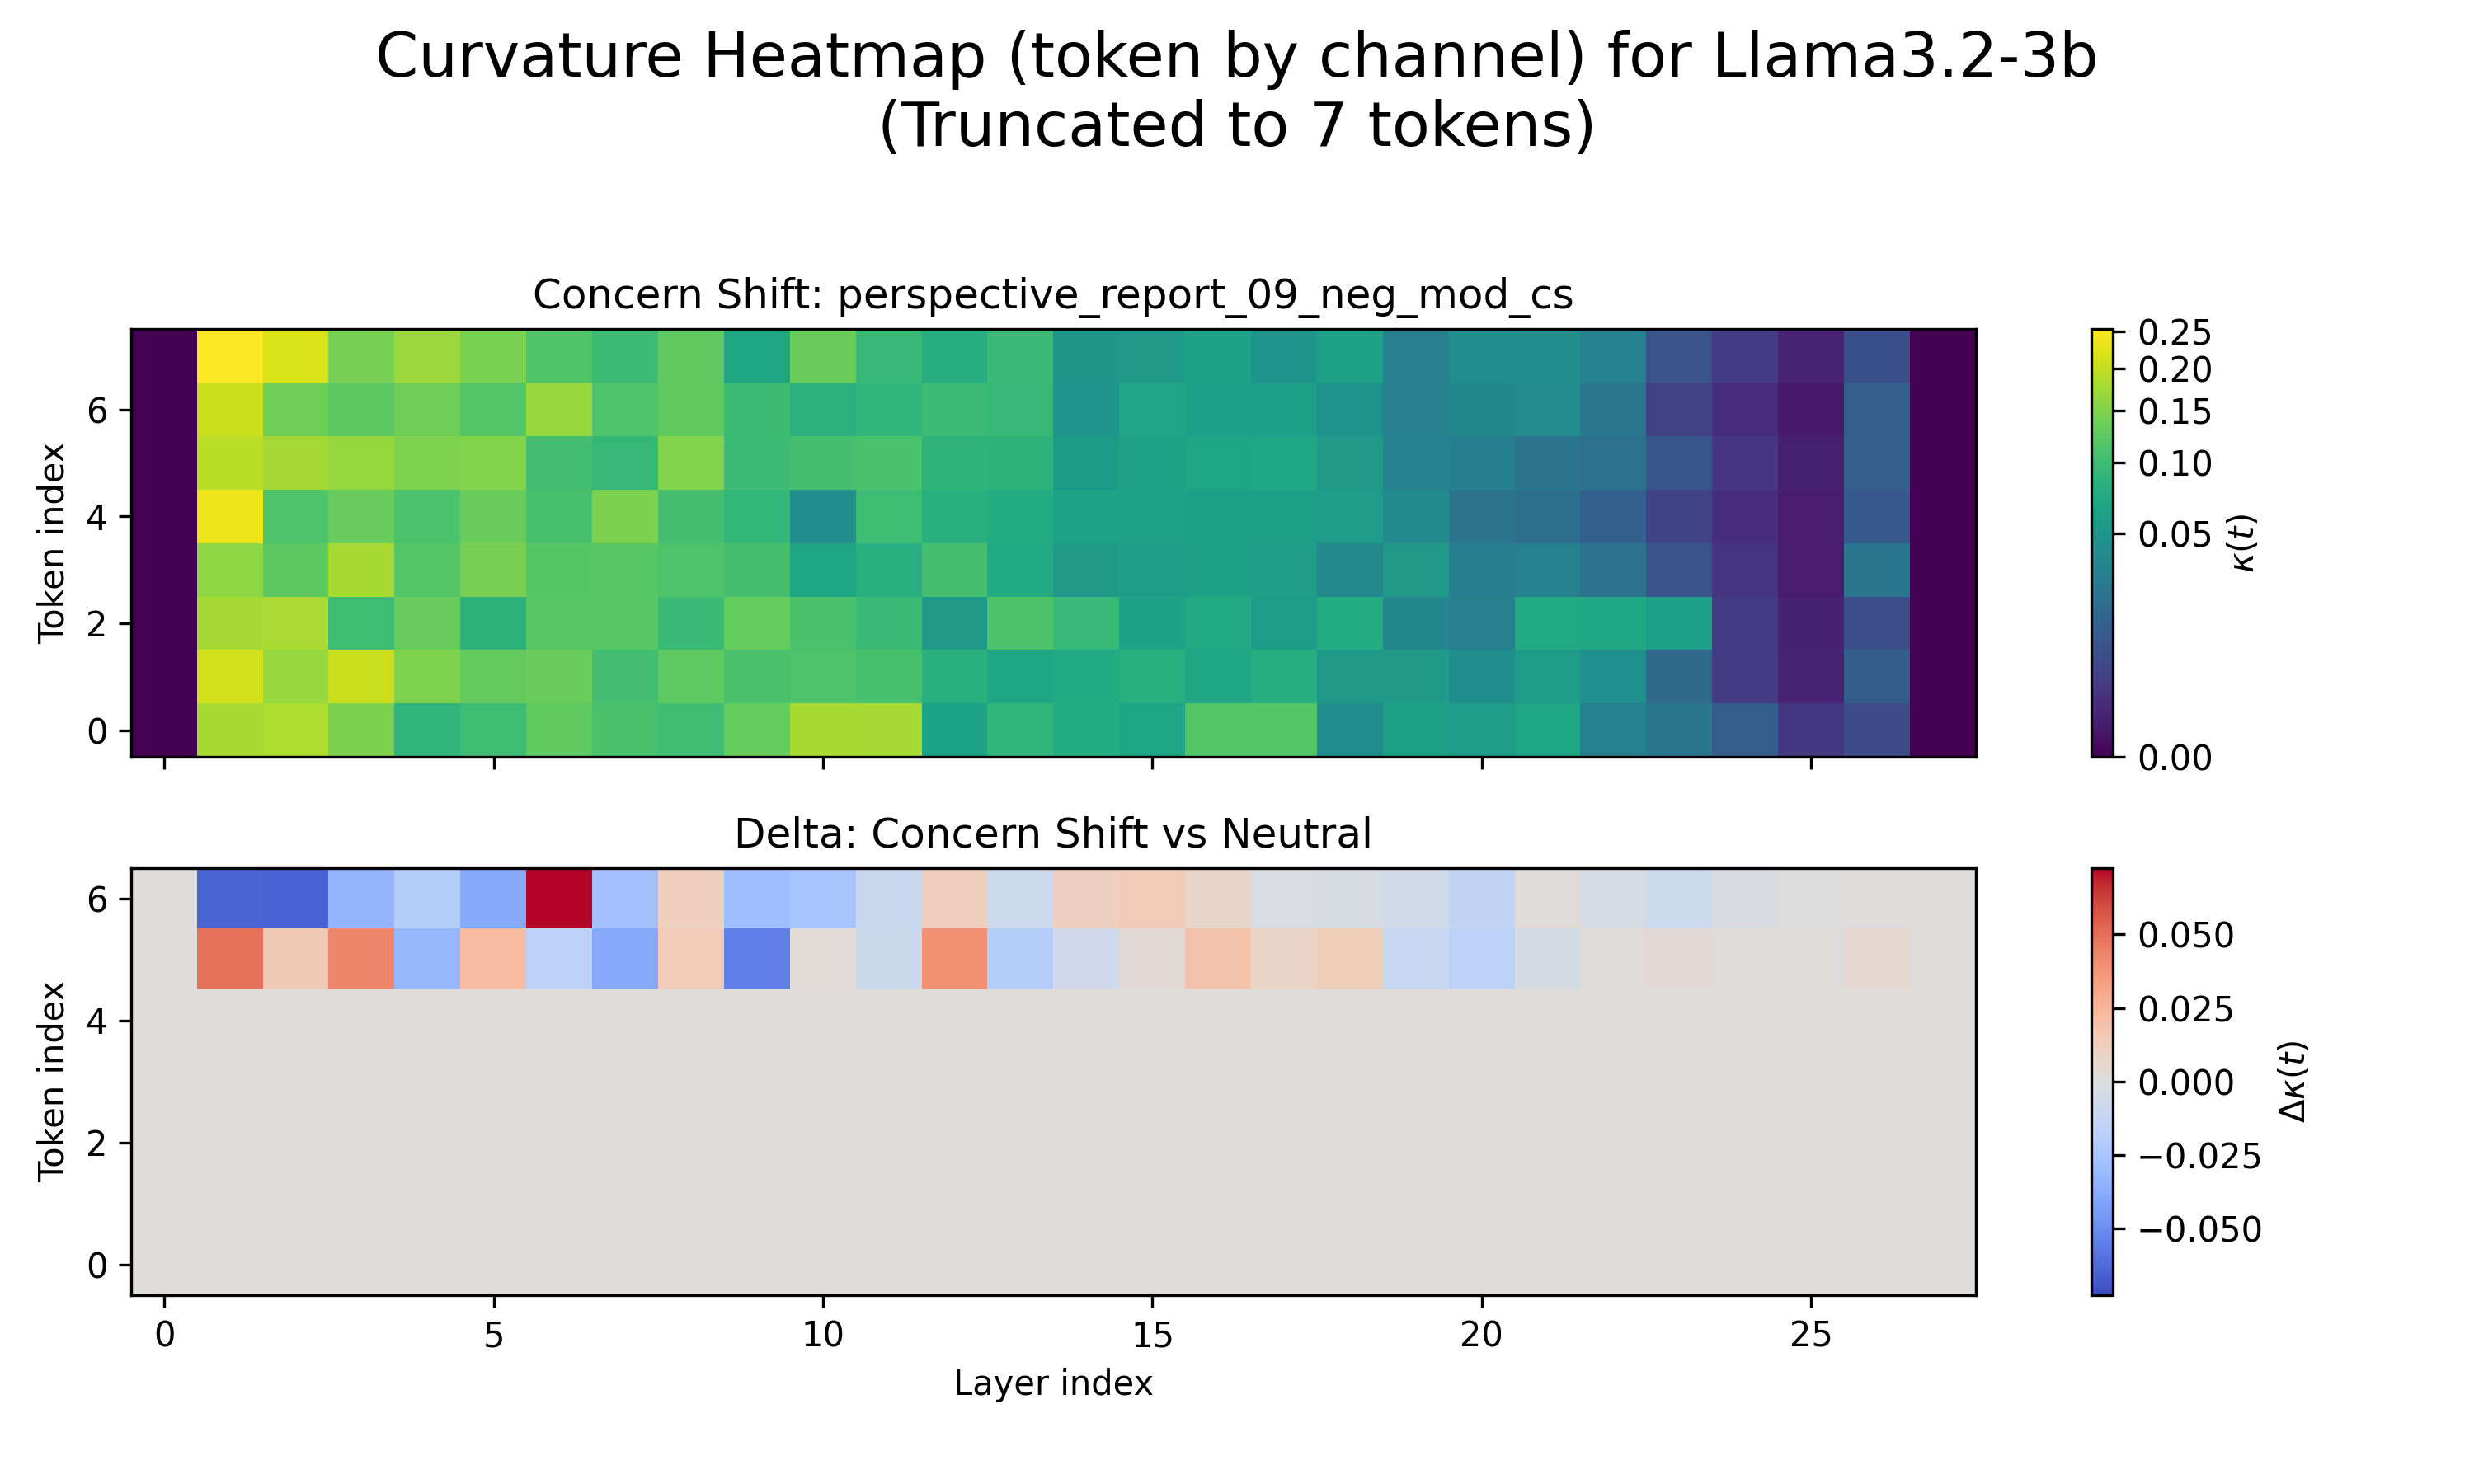 Curvature Heatmap (token by channel) for Llama3.2-3b
(Truncated to 7 tokens)
Concern Shift: perspective_report_09_neg_mod_cs
Token index
6
4
2
0
0.25
0.20
0.15
0.10
0.05
0.00
κ(t)
Delta: Concern Shift vs Neutral
Token index
6
4
2
0
0.050
0.025
0.000
−0.025
−0.050
Δκ(t)
0 5 10 15 20 25
Layer index